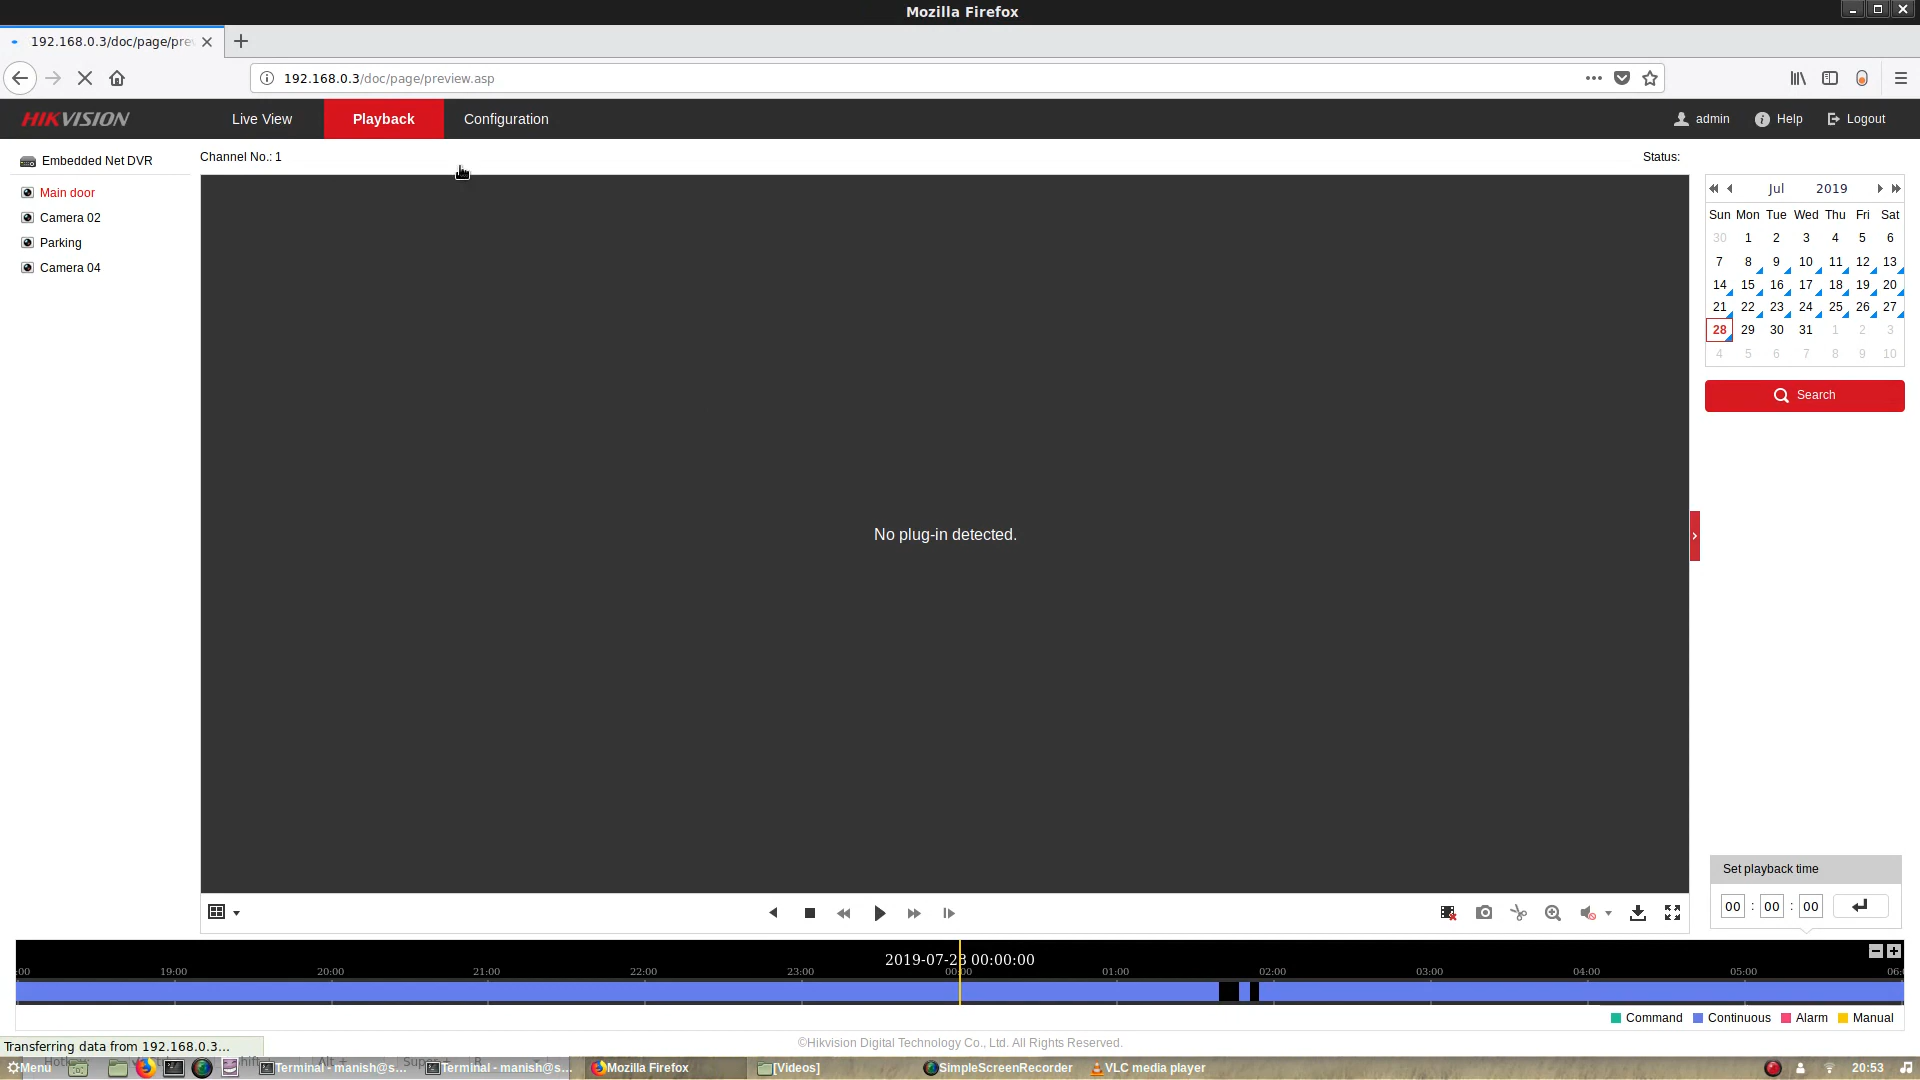 Mozilla Firefox
192.168.0.3/doc/page/prev
192.168.0.3/doc/page/preview.asp
HIKVISION
Live View
Playback
Configuration
admin
Help
Logout
Embedded Net DVR
Main door
Camera 02
Parking
Camera 04
Channel No.: 1
Status:
No plug-in detected.
Jul 2019
Sun Mon Tue Wed Thu Fri Sat
30 1 2 3 4 5 6
7 8 9 10 11 12 13
14 15 16 17 18 19 20
21 22 23 24 25 26 27
28 29 30 31 1 2 3
4 5 6 7 8 9 10
Search
Set playback time
00 : 00 : 00
2019-07-28 00:00:00
:00 19:00 20:00 21:00 22:00 23:00 00:00 01:00 02:00 03:00 04:00 05:00 06:
Command Continuous Alarm Manual
©Hikvision Digital Technology Co., Ltd. All Rights Reserved.
Transferring data from 192.168.0.3...
Menu
Terminal - manish@s...
Terminal - manish@s...
Mozilla Firefox
[Videos]
SimpleScreenRecorder
VLC media player
20:53